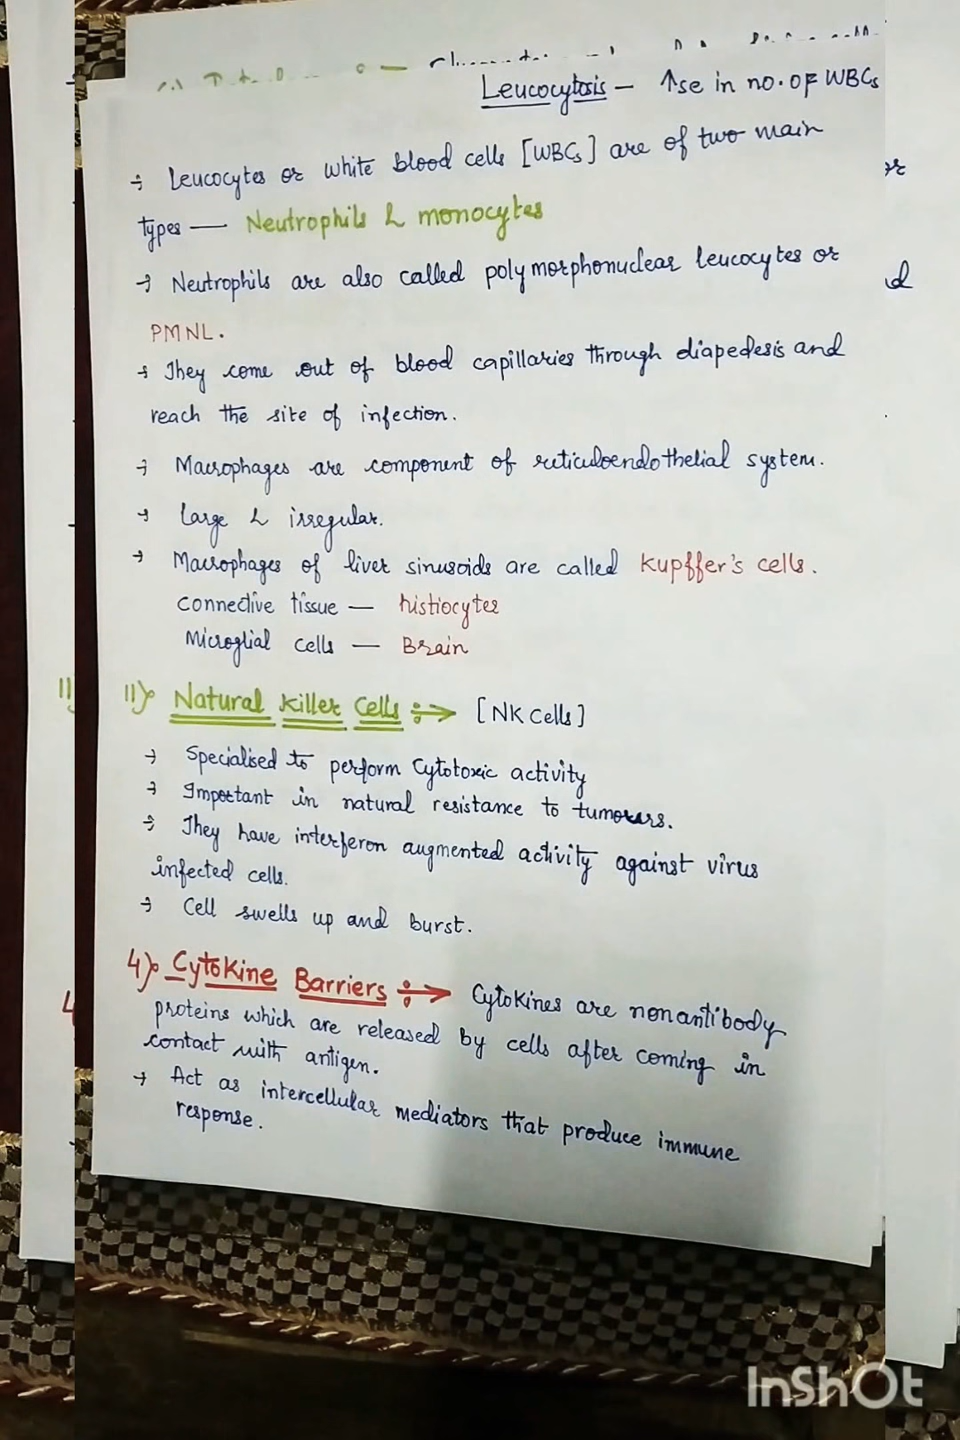 Leucocytosis — ↑se in no. of WBCs
→ Leucocytes or white blood cells [WBCs] are of two main
types — Neutrophils & monocytes
→ Neutrophils are also called polymorphonuclear leucocytes or
PMNL.
→ They come out of blood capillaries through diapedesis and
reach the site of infection.
→ Macrophages are component of reticuloendothelial system.
→ Large & irregular.
→ Macrophages of liver sinusoids are called Kupffer's cells.
Connective tissue — histiocytes
Microglial cells — Brain
11) Natural Killer Cells :→ [NK Cells]
→ Specialised to perform Cytotoxic activity
→ Important in natural resistance to tumours.
→ They have interferon augmented activity against virus
infected cells.
→ Cell swells up and burst.
4) Cytokine Barriers :→ Cytokines are nonantibody
proteins which are released by cells after coming in
contact with antigen.
→ Act as intercellular mediators that produce immune
response.
InShOt